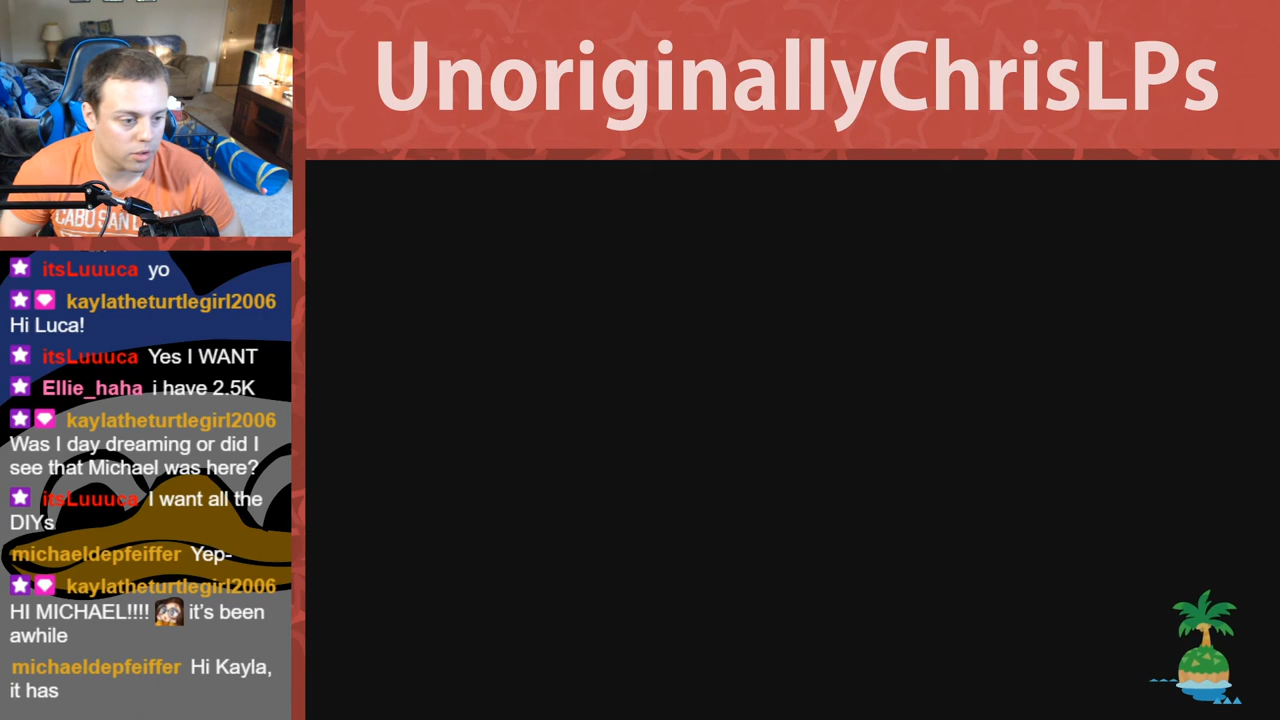 UnoriginallyChrisLPs
CABO SAN
itsLuuuca yo
kaylatheturtlegirl2006
Hi Luca!
itsLuuuca Yes I WANT
Ellie_haha i have 2.5K
kaylatheturtlegirl2006
Was I day dreaming or did I
see that Michael was here?
itsLuuuca I want all the
DIYs
michaeldepfeiffer Yep-
kaylatheturtlegirl2006
HI MICHAEL!!!! it's been
awhile
michaeldepfeiffer Hi Kayla,
it has